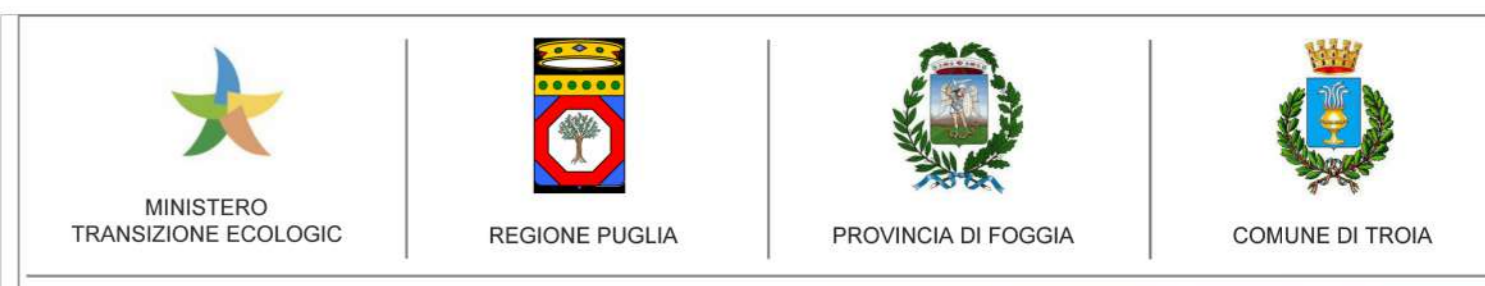 MINISTERO
TRANSIZIONE ECOLOGIC
REGIONE PUGLIA
PROVINCIA DI FOGGIA
COMUNE DI TROIA